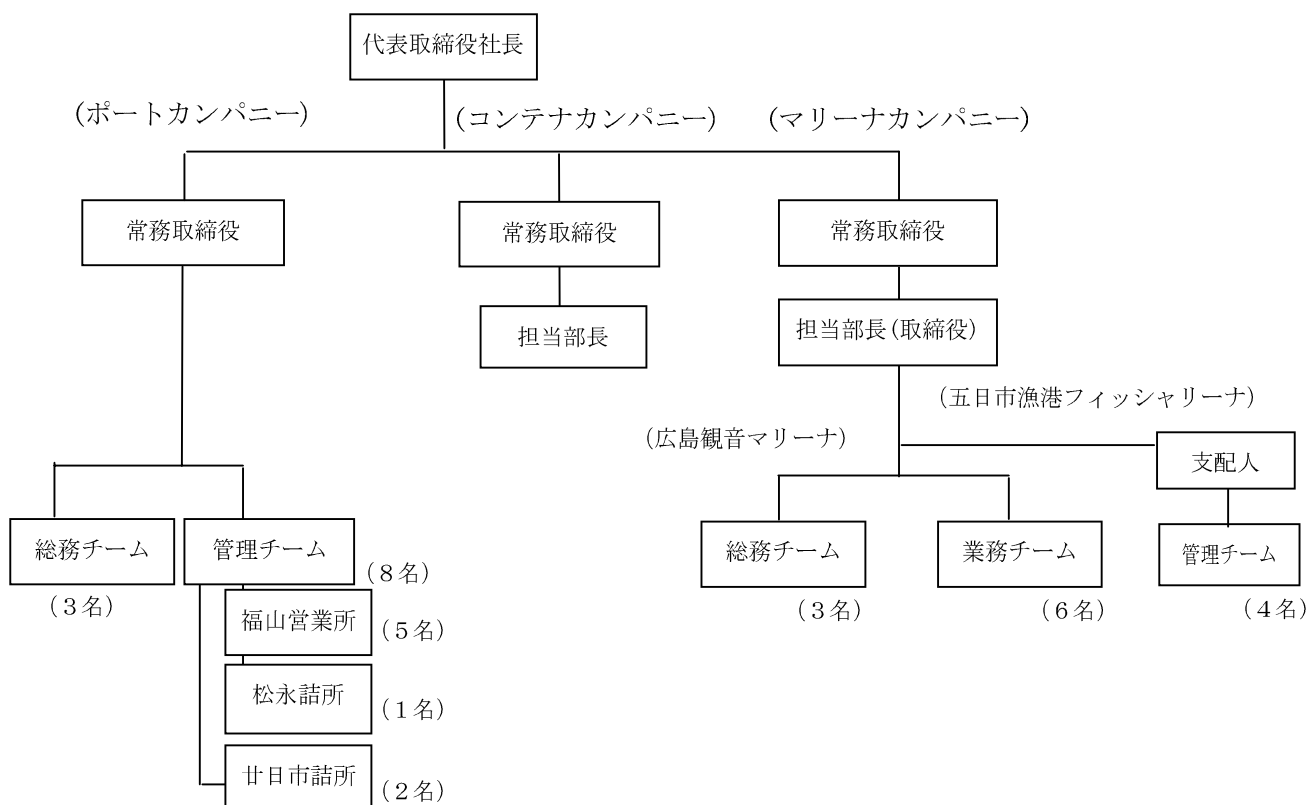 代表取締役社長
(ポートカンパニー)
(コンテナカンパニー)
(マリーナカンパニー)
常務取締役
常務取締役
常務取締役
担当部長
担当部長(取締役)
(五日市漁港フィッシャリーナ)
(広島観音マリーナ)
支配人
総務チーム
管理チーム
総務チーム
業務チーム
管理チーム
(3名)
(8名)
(3名)
(6名)
(4名)
福山営業所
(5名)
松永詰所
(1名)
廿日市詰所
(2名)